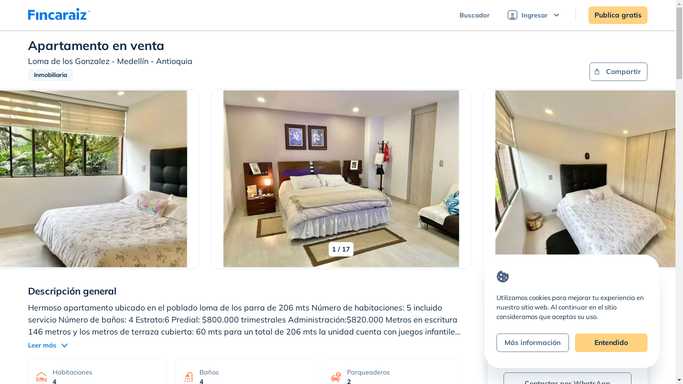 Fincaraiz
Buscador
Ingresar
Publica gratis
Apartamento en venta
Loma de los Gonzalez - Medellín - Antioquia
Inmobiliaria
Compartir
1 / 17
Descripción general
Hermoso apartamento ubicado en el poblado loma de los parra de 206 mts Número de habitaciones: 5 incluido
servicio Número de baños: 4 Estrato:6 Predial: $800.000 trimestrales Administración:$820.000 Metros en escritura
146 metros y los metros de terraza cubierta: 60 mts para un total de 206 mts la unidad cuenta con juegos infantile...
Leer más
Habitaciones
4
Baños
4
Parqueaderos
2
Utilizamos cookies para mejorar tu experiencia en
nuestro sitio web. Al continuar en el sitio
consideramos que aceptas su uso.
Más información
Entendido
Contactar por WhatsApp